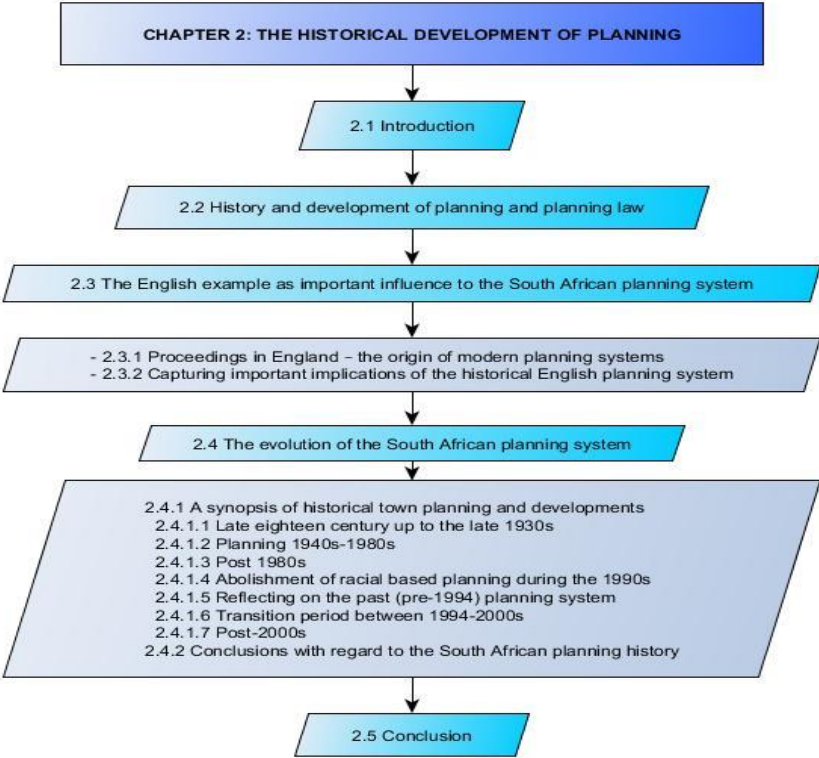 CHAPTER 2: THE HISTORICAL DEVELOPMENT OF PLANNING
2.1 Introduction
2.2 History and development of planning and planning law
2.3 The English example as important influence to the South African planning system
- 2.3.1 Proceedings in England – the origin of modern planning systems
- 2.3.2 Capturing important implications of the historical English planning system
2.4 The evolution of the South African planning system
2.4.1 A synopsis of historical town planning and developments
2.4.1.1 Late eighteen century up to the late 1930s
2.4.1.2 Planning 1940s-1980s
2.4.1.3 Post 1980s
2.4.1.4 Abolishment of racial based planning during the 1990s
2.4.1.5 Reflecting on the past (pre-1994) planning system
2.4.1.6 Transition period between 1994-2000s
2.4.1.7 Post-2000s
2.4.2 Conclusions with regard to the South African planning history
2.5 Conclusion